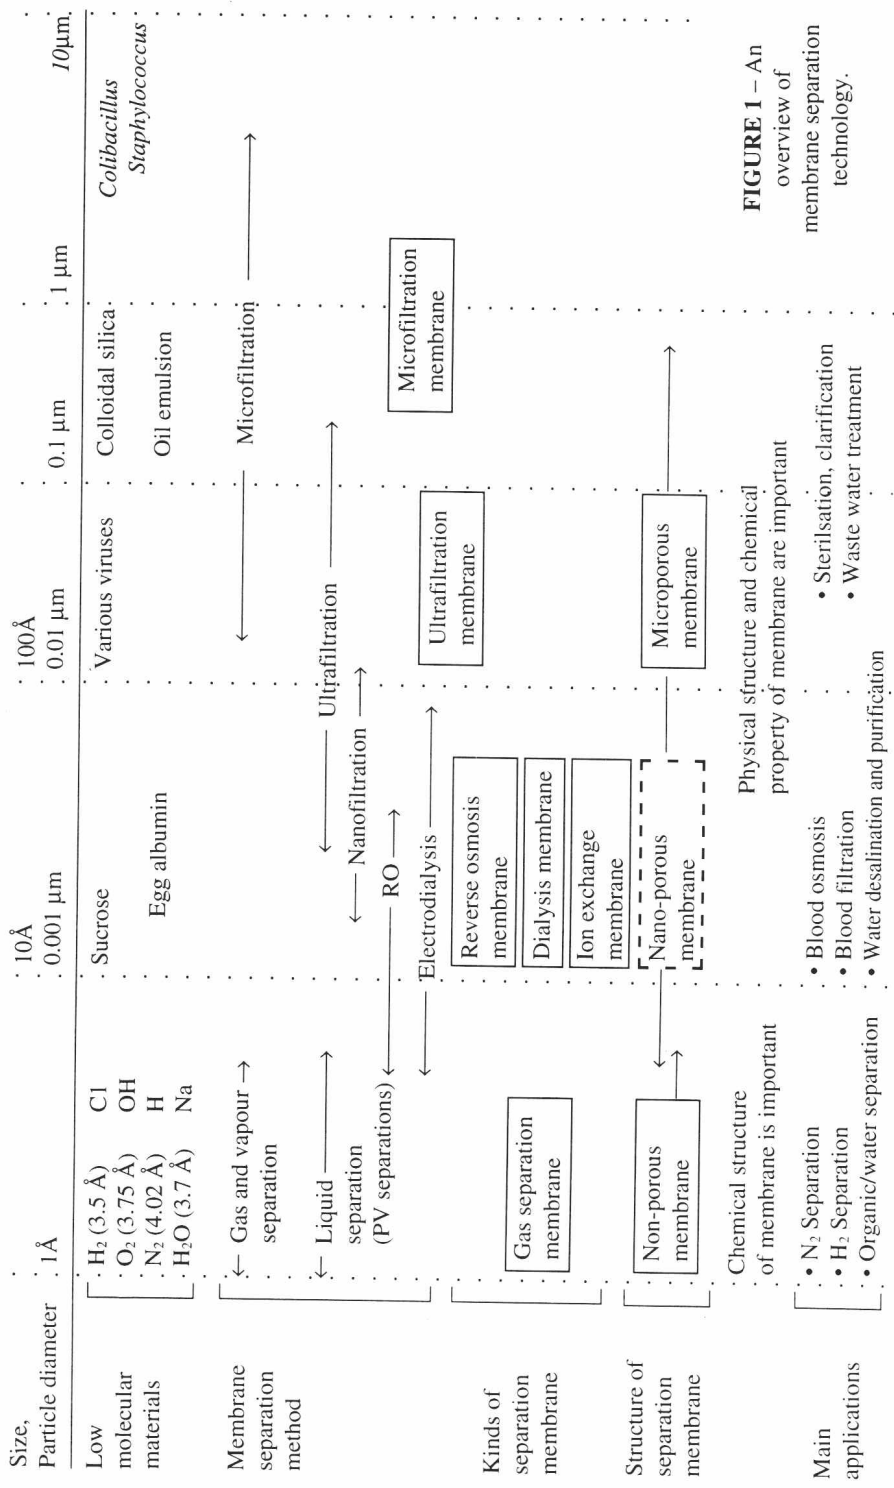 Size,
Particle diameter
1Å
10Å
0.001 μm
100Å
0.01 μm
0.1 μm
1 μm
10μm
Low
molecular
materials
H₂ (3.5 Å) Cl
O₂ (3.75 Å) OH
N₂ (4.02 Å) H
H₂O (3.7 Å) Na
Sucrose
Egg albumin
Various viruses
Colloidal silica
Oil emulsion
Colibacillus
Staphylococcus
Membrane
separation
method
← Gas and vapour →
separation
← Liquid →
separation
(PV separations)
← Microfiltration →
← Ultrafiltration →
← Nanofiltration →
← RO →
← Electrodialysis →
Kinds of
separation
membrane
Gas separation
membrane
Reverse osmosis
membrane
Dialysis membrane
Ion exchange
membrane
Ultrafiltration
membrane
Microfiltration
membrane
Structure of
separation
membrane
Non-porous
membrane
Nano-porous
membrane
Microporous
membrane
Chemical structure
of membrane is important
Physical structure and chemical
property of membrane are important
Main
applications
• N₂ Separation
• H₂ Separation
• Organic/water separation
• Blood osmosis
• Blood filtration
• Water desalination and purification
• Sterilsation, clarification
• Waste water treatment
FIGURE 1 – An
overview of
membrane separation
technology.